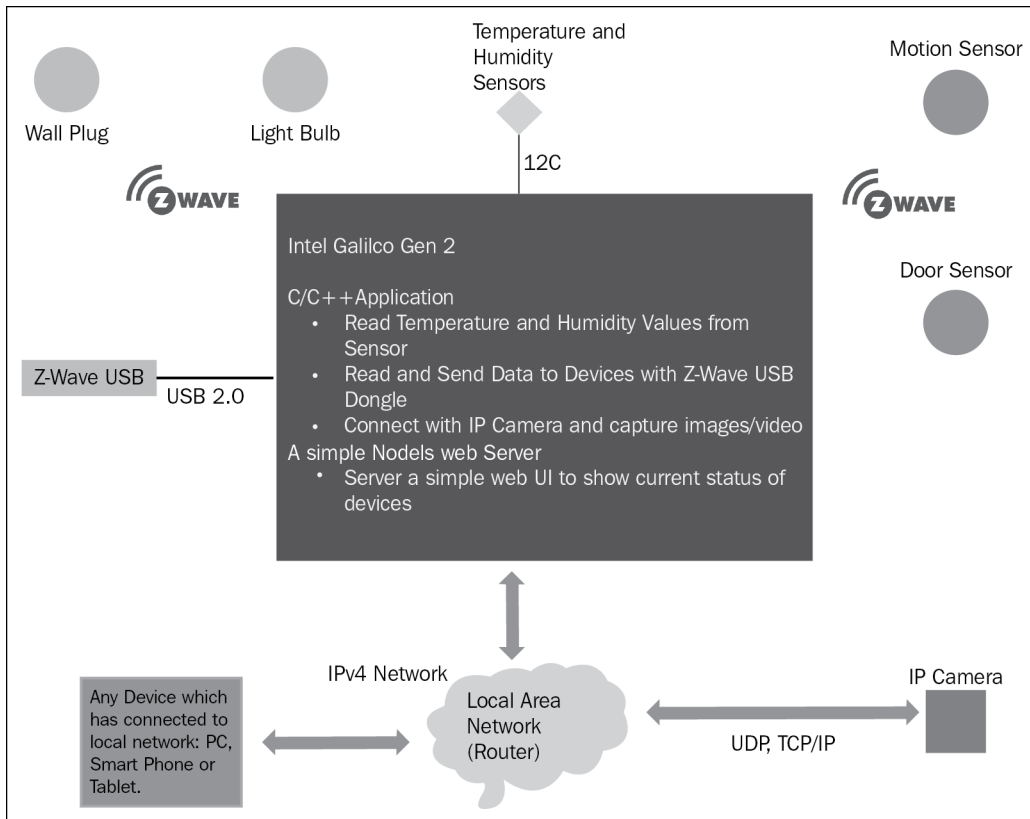 Temperature and
Humidity
Sensors
Motion Sensor
Wall Plug
Light Bulb
12C
Z WAVE
Z WAVE
Intel Galilco Gen 2
Door Sensor
C/C++Application
• Read Temperature and Humidity Values from
Sensor
• Read and Send Data to Devices with Z-Wave USB
Dongle
• Connect with IP Camera and capture images/video
A simple Nodels web Server
• Server a simple web UI to show current status of
devices
Z-Wave USB
USB 2.0
IPv4 Network
IP Camera
Any Device which
has connected to
local network: PC,
Smart Phone or
Tablet.
Local Area
Network
(Router)
UDP, TCP/IP